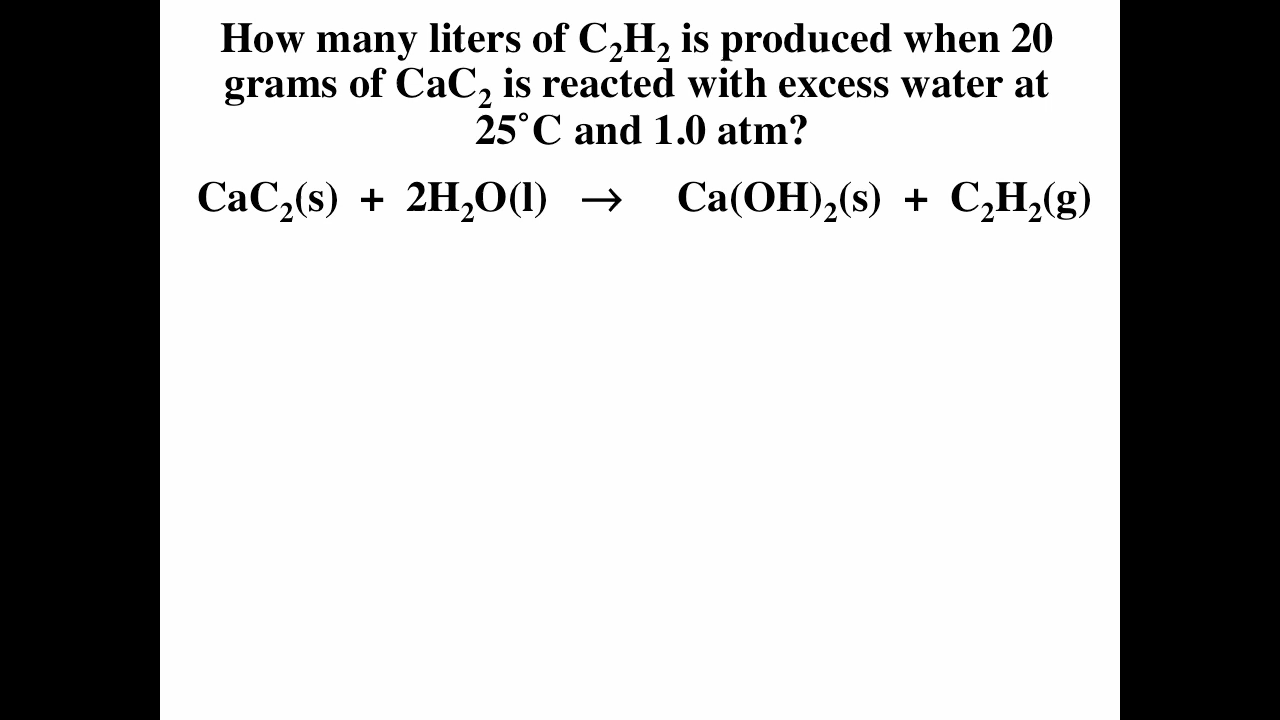 How many liters of C₂H₂ is produced when 20
grams of CaC₂ is reacted with excess water at
25˚C and 1.0 atm?
CaC₂(s) + 2H₂O(l) → Ca(OH)₂(s) + C₂H₂(g)